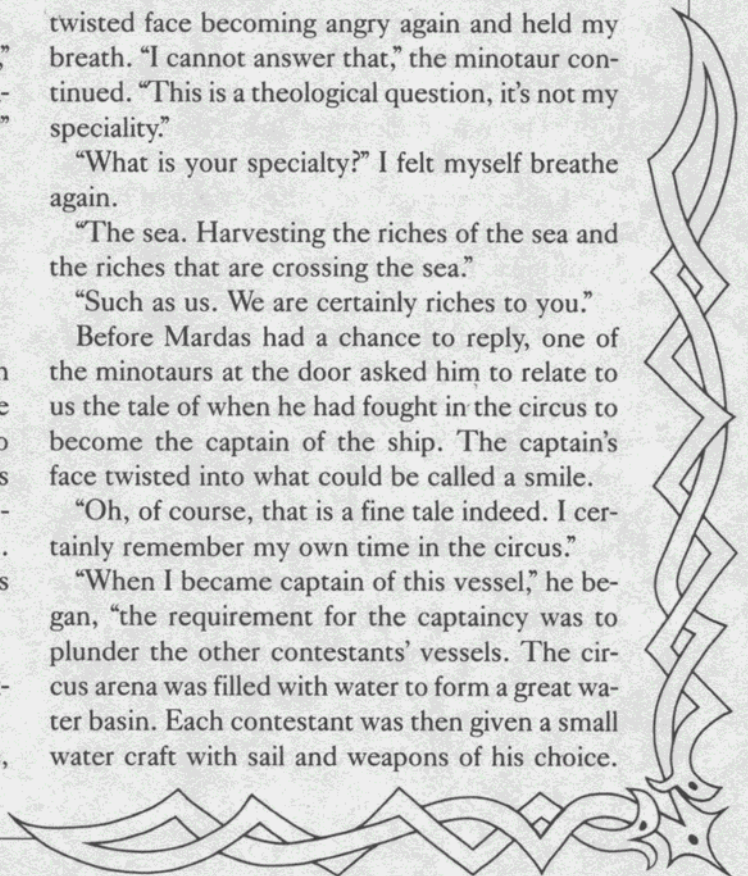 twisted face becoming angry again and held my
breath. “I cannot answer that,” the minotaur con-
tinued. “This is a theological question, it’s not my
speciality.”
“What is your specialty?” I felt myself breathe
again.
“The sea. Harvesting the riches of the sea and
the riches that are crossing the sea.”
“Such as us. We are certainly riches to you.”
Before Mardas had a chance to reply, one of
the minotaurs at the door asked him to relate to
us the tale of when he had fought in the circus to
become the captain of the ship. The captain’s
face twisted into what could be called a smile.
“Oh, of course, that is a fine tale indeed. I cer-
tainly remember my own time in the circus.”
“When I became captain of this vessel,” he be-
gan, “the requirement for the captaincy was to
plunder the other contestants’ vessels. The cir-
cus arena was filled with water to form a great wa-
ter basin. Each contestant was then given a small
water craft with sail and weapons of his choice.